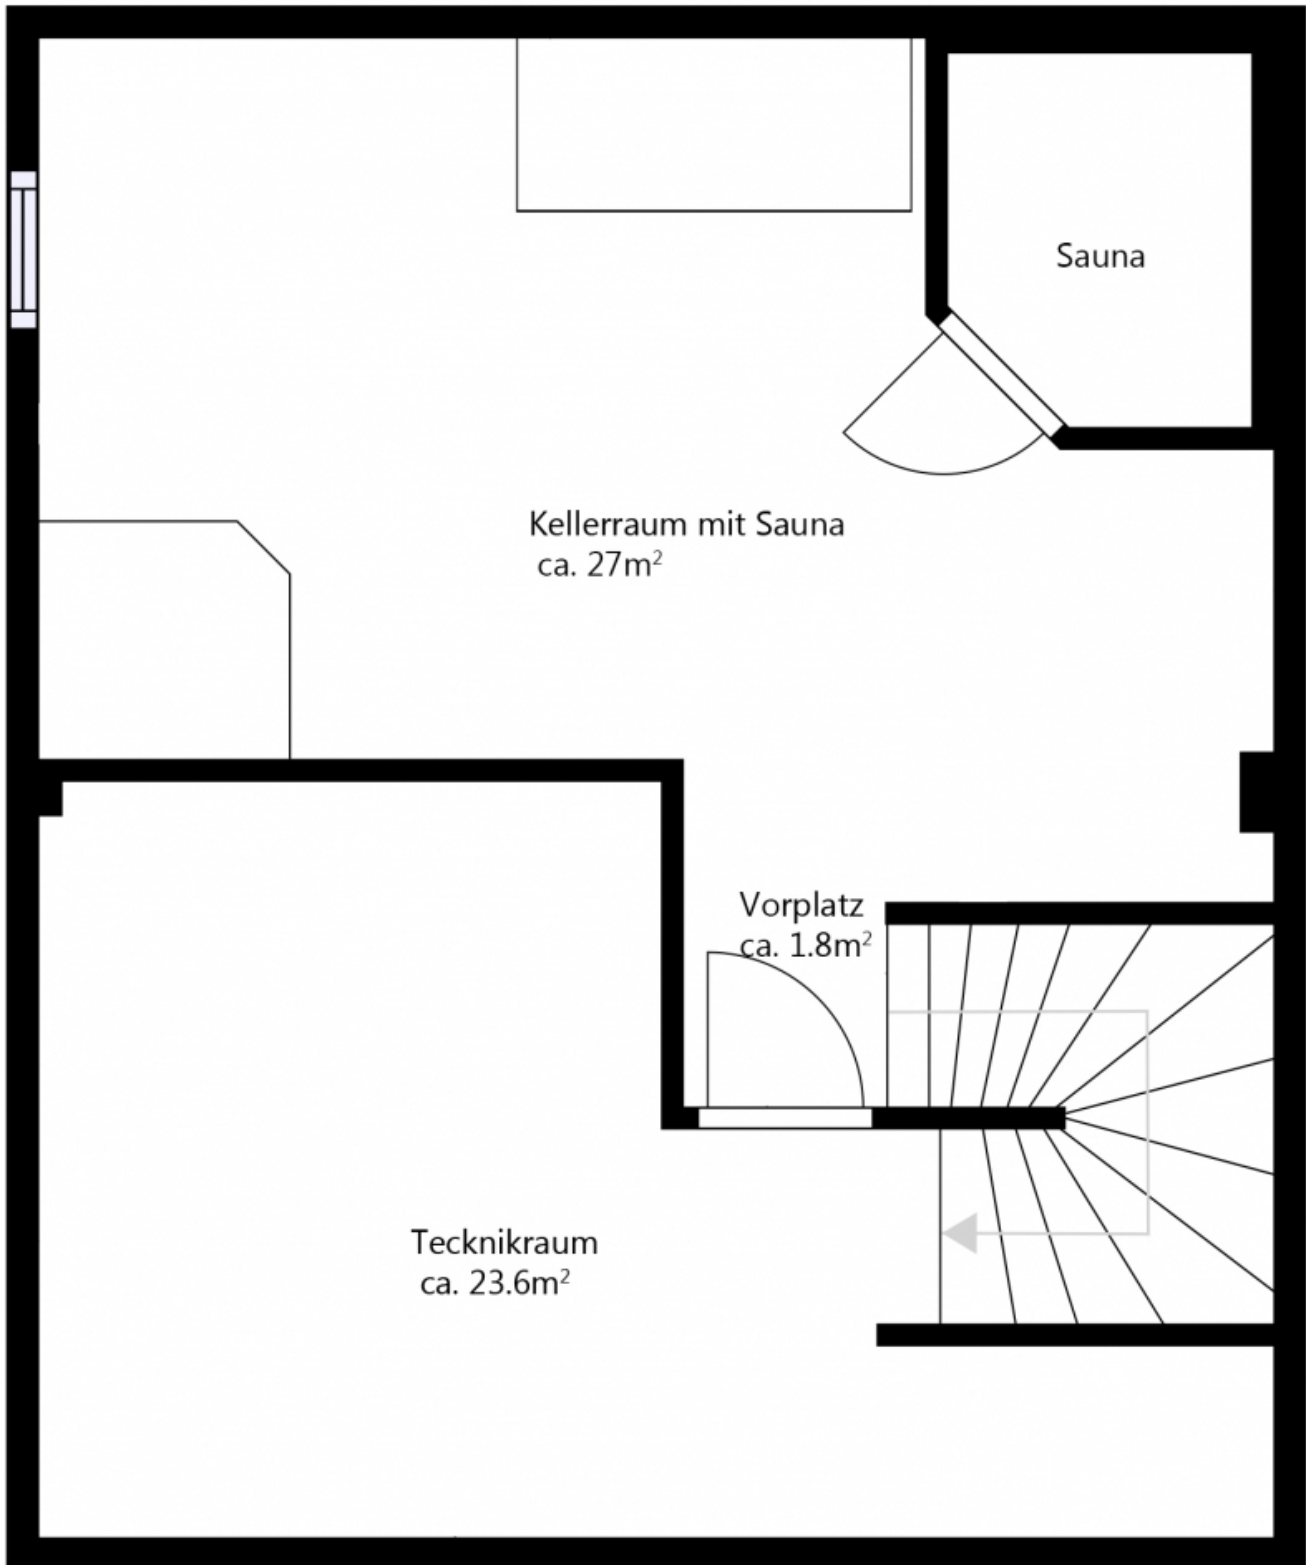 Sauna
Kellerraum mit Sauna
ca. 27m²
Vorplatz
ca. 1.8m²
Tecknikraum
ca. 23.6m²